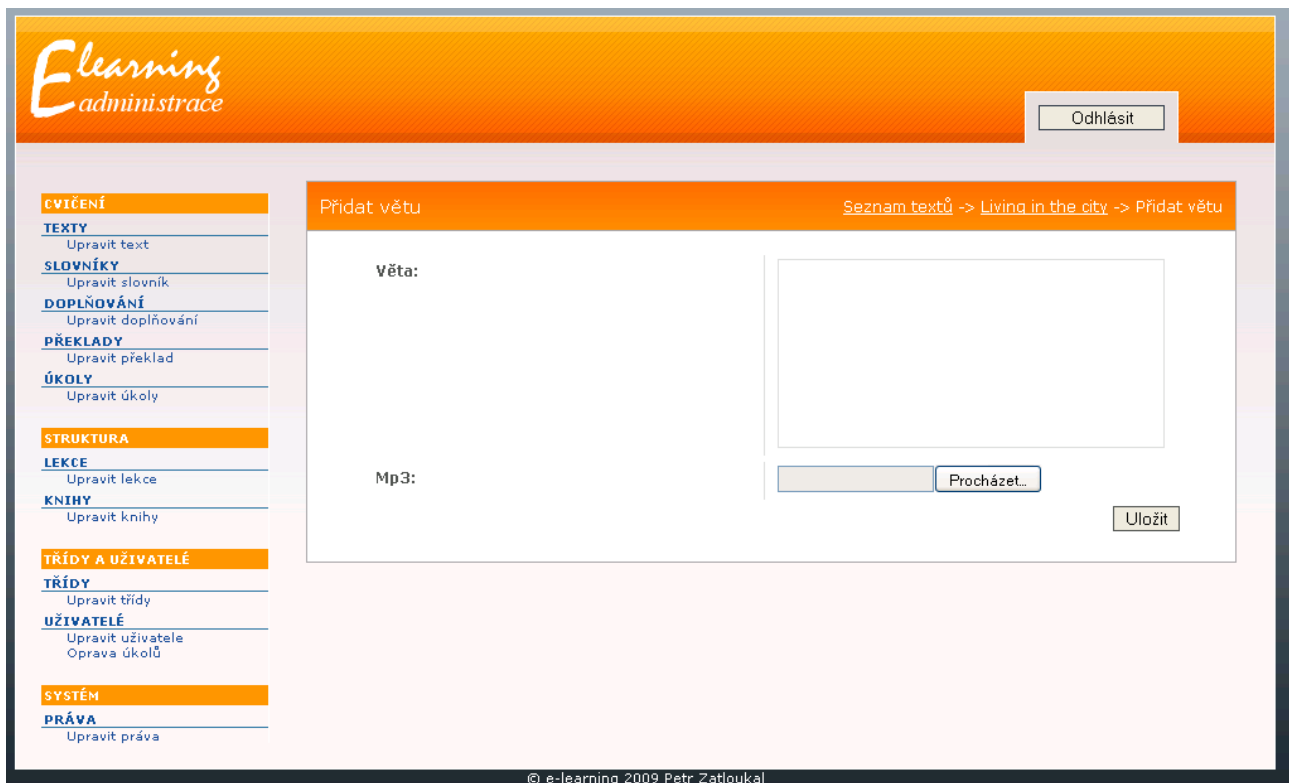 Elearning
administrace
Odhlásit
CVIČENÍ
TEXTY
Upravit text
SLOVNÍKY
Upravit slovník
DOPLŇOVÁNÍ
Upravit doplňování
PŘEKLADY
Upravit překlad
ÚKOLY
Upravit úkoly
STRUKTURA
LEKCE
Upravit lekce
KNIHY
Upravit knihy
TŘÍDY A UŽIVATELÉ
TŘÍDY
Upravit třídy
UŽIVATELÉ
Upravit uživatele
Oprava úkolů
SYSTÉM
PRÁVA
Upravit práva
Přidat větu
Seznam textů -> Living in the city -> Přidat větu
Věta:
Mp3:
Procházet...
Uložit
© e-learning 2009 Petr Zatloukal